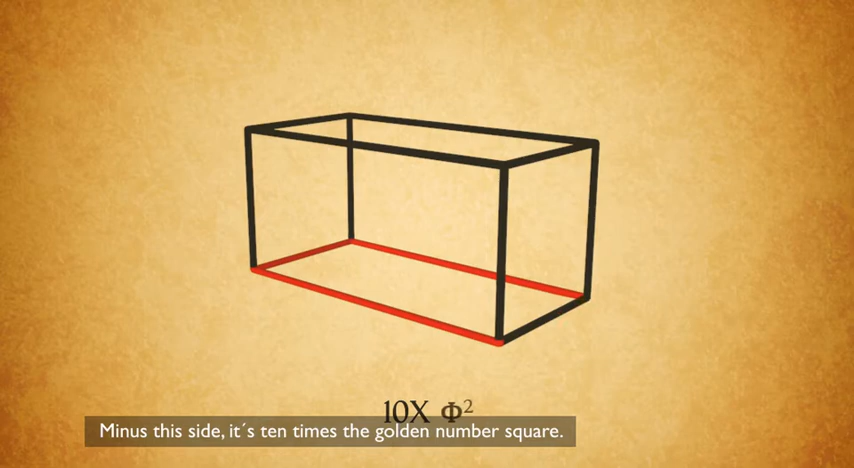 10X Φ²
Minus this side, it´s ten times the golden number square.